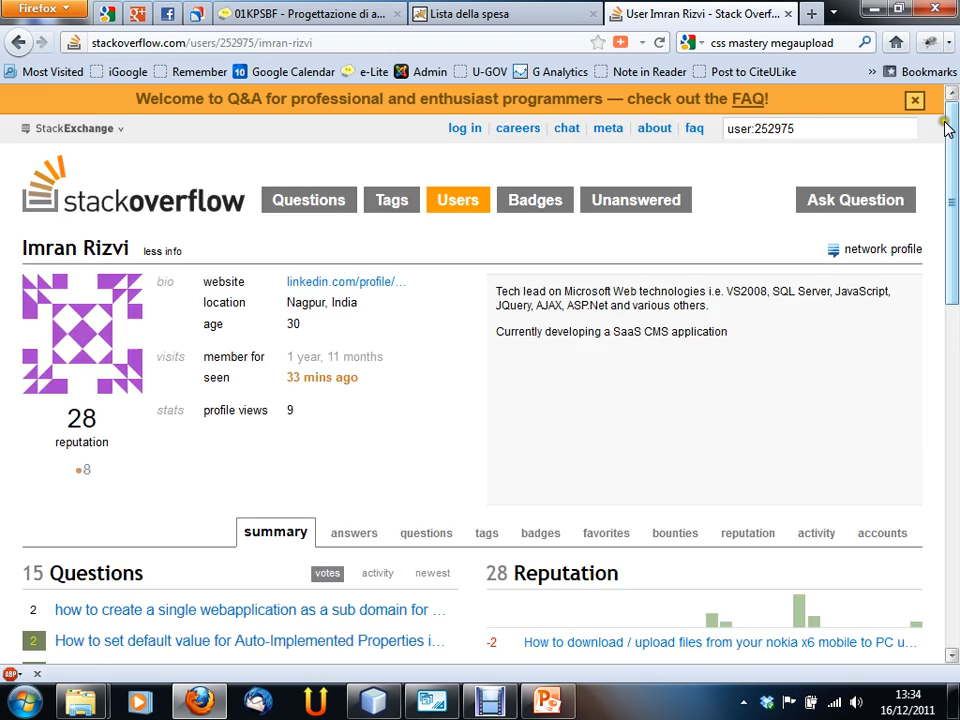 Firefox
01KPSBF - Progettazione di a...
Lista della spesa
User Imran Rizvi - Stack Overf...
stackoverflow.com/users/252975/imran-rizvi
css mastery megaupload
Most Visited
iGoogle
Remember
10
Google Calendar
e-Lite
Admin
U-GOV
G Analytics
Note in Reader
Post to CiteULike
»
Bookmarks
Welcome to Q&A for professional and enthusiast programmers — check out the FAQ!
StackExchange
log in
careers
chat
meta
about
faq
user:252975
stackoverflow
Questions
Tags
Users
Badges
Unanswered
Ask Question
Imran Rizvi
less info
network profile
bio
website
linkedin.com/profile/...
location
Nagpur, India
age
30
visits
member for
1 year, 11 months
seen
33 mins ago
stats
profile views
9
28
reputation
8
Tech lead on Microsoft Web technologies i.e. VS2008, SQL Server, JavaScript,
JQuery, AJAX, ASP.Net and various others.
Currently developing a SaaS CMS application
summary
answers
questions
tags
badges
favorites
bounties
reputation
activity
accounts
15 Questions
votes
activity
newest
28 Reputation
2
how to create a single webapplication as a sub domain for ...
2
How to set default value for Auto-Implemented Properties i...
-2
How to download / upload files from your nokia x6 mobile to PC u...
ABP
13:34
16/12/2011